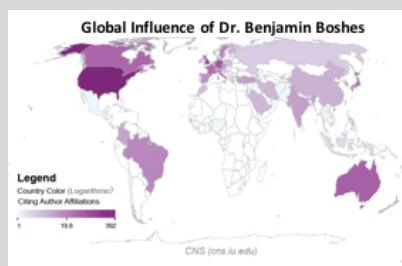 Global Influence of Dr. Benjamin Boshes
Legend
Country Color (Logarithmic)
Citing Author Affiliations
1 19.8 392
CNS (cns.iu.edu)